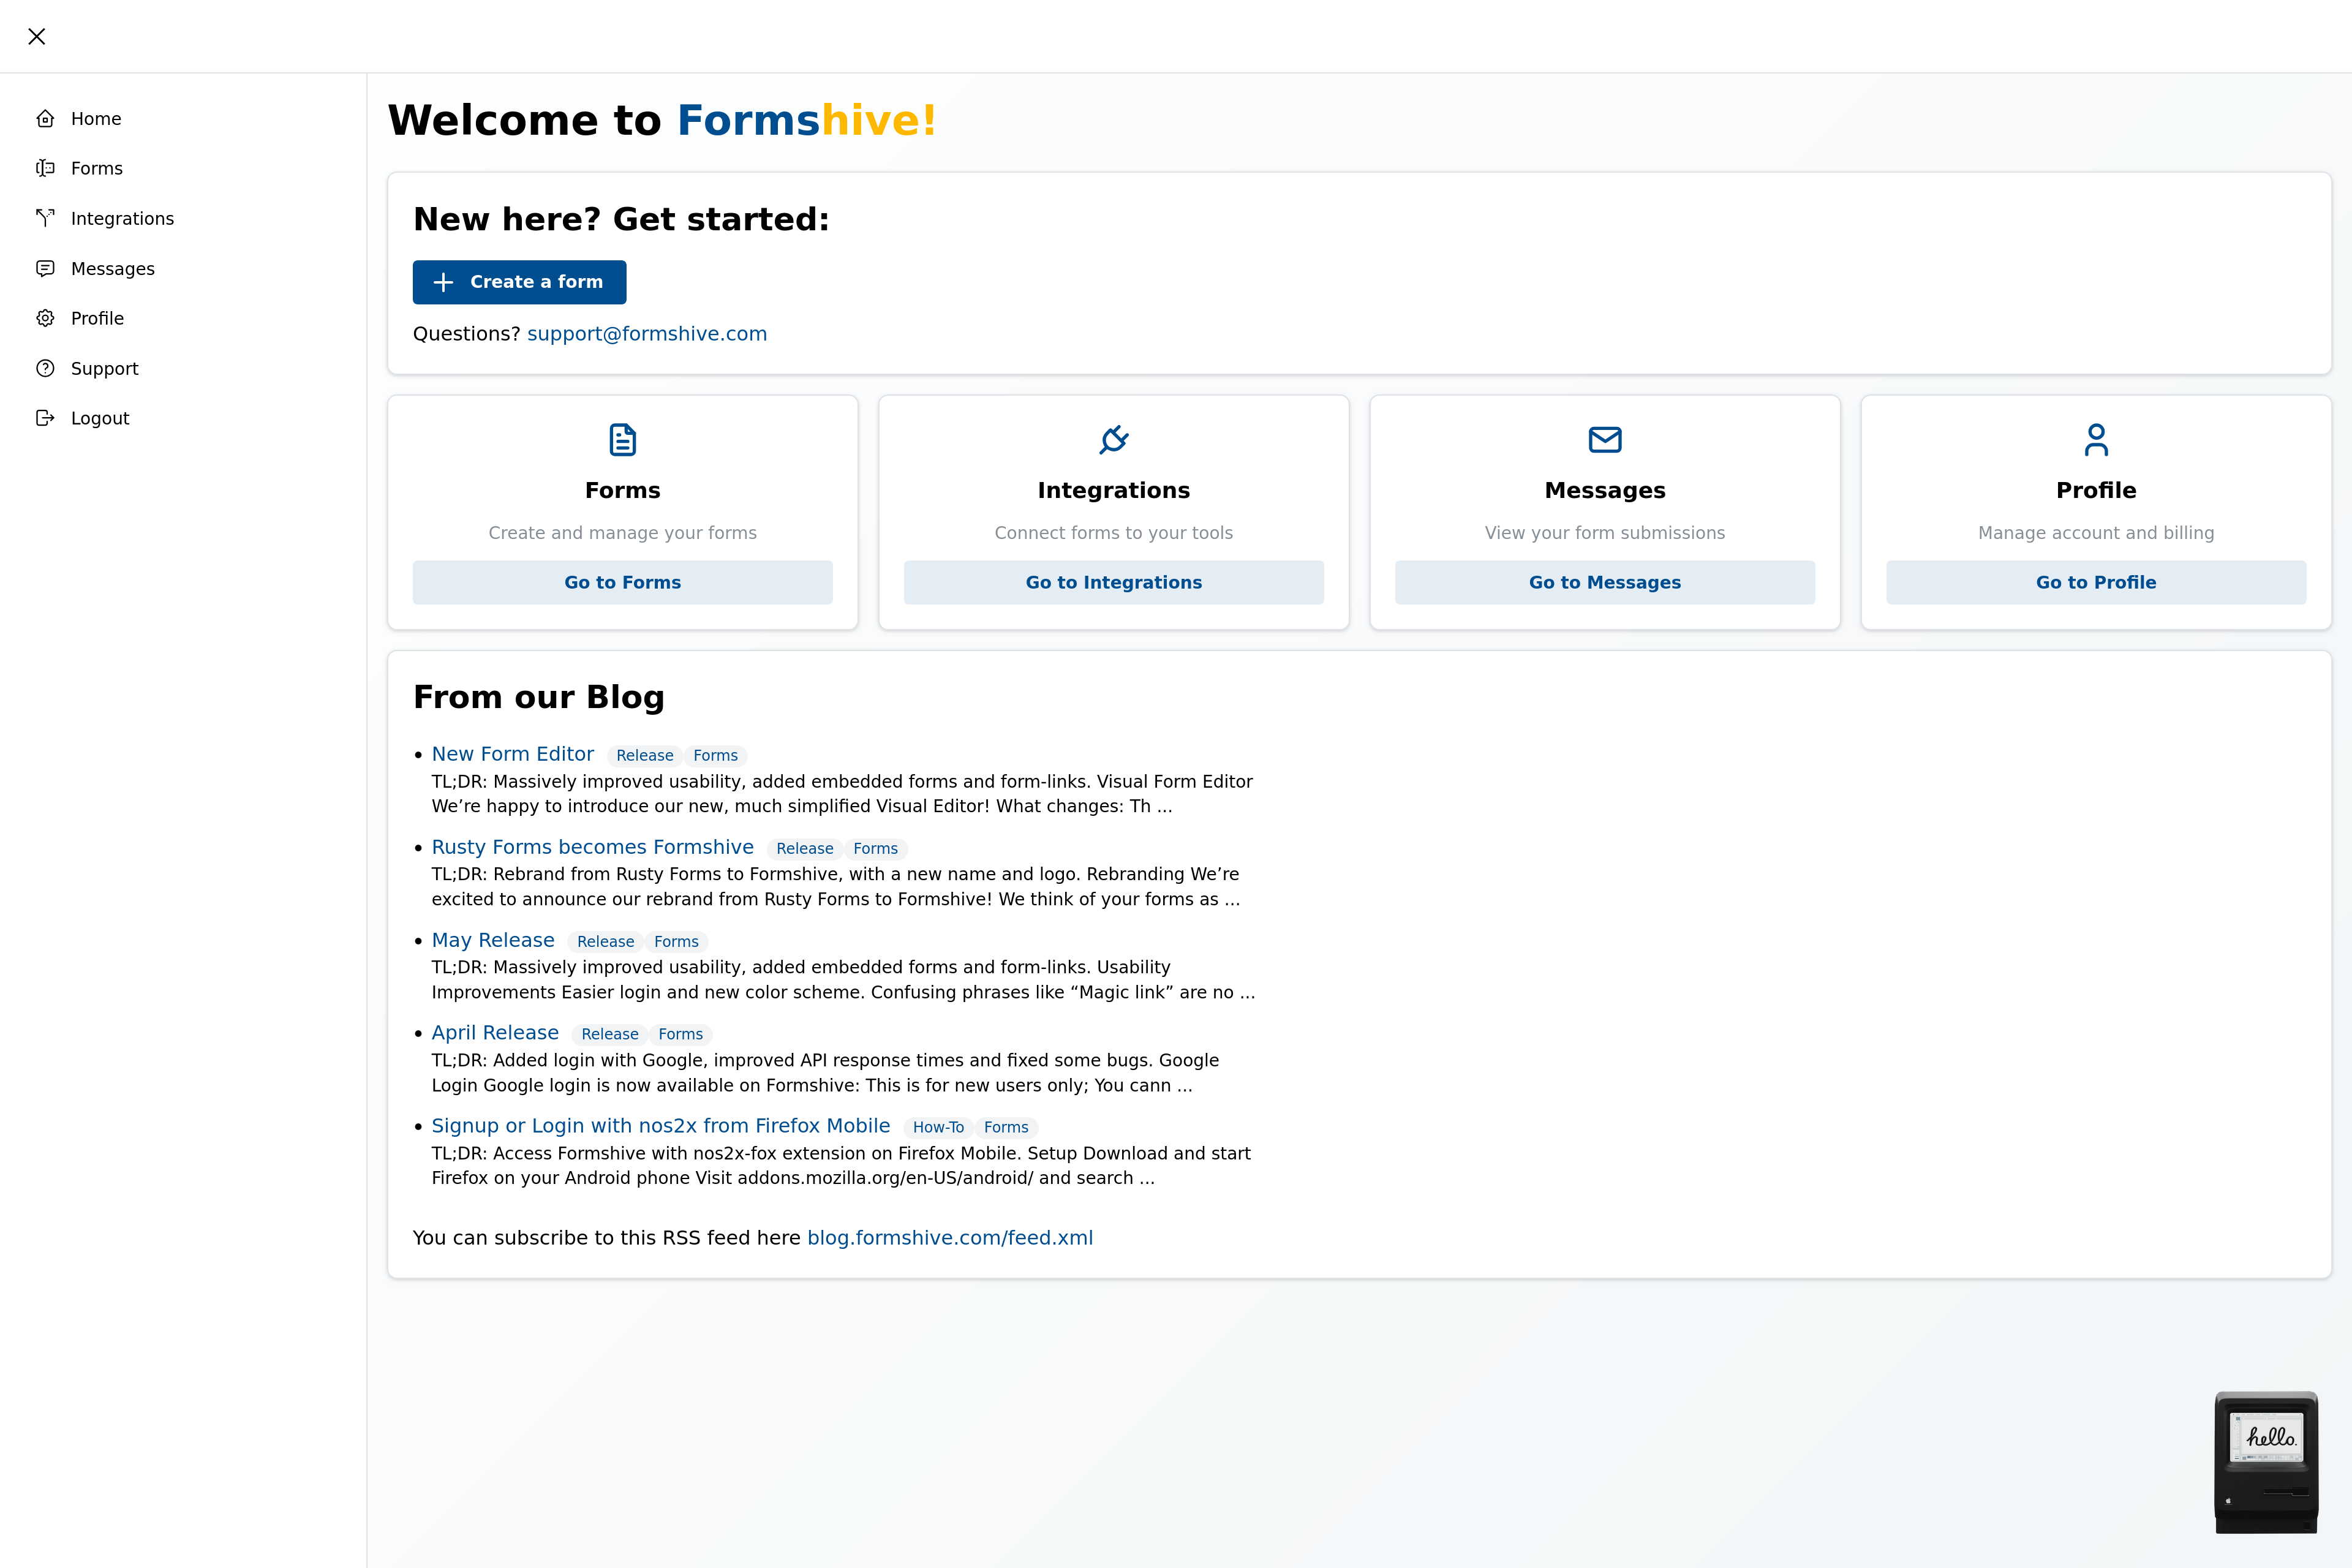 Home
Forms
Integrations
Messages
Profile
Support
Logout
Welcome to Formshive!
New here? Get started:
Create a form
Questions? support@formshive.com
Forms
Create and manage your forms
Go to Forms
Integrations
Connect forms to your tools
Go to Integrations
Messages
View your form submissions
Go to Messages
Profile
Manage account and billing
Go to Profile
From our Blog
New Form Editor Release Forms
TL;DR: Massively improved usability, added embedded forms and form-links. Visual Form Editor
We’re happy to introduce our new, much simplified Visual Editor! What changes: Th ...
Rusty Forms becomes Formshive Release Forms
TL;DR: Rebrand from Rusty Forms to Formshive, with a new name and logo. Rebranding We’re
excited to announce our rebrand from Rusty Forms to Formshive! We think of your forms as ...
May Release Release Forms
TL;DR: Massively improved usability, added embedded forms and form-links. Usability
Improvements Easier login and new color scheme. Confusing phrases like “Magic link” are no ...
April Release Release Forms
TL;DR: Added login with Google, improved API response times and fixed some bugs. Google
Login Google login is now available on Formshive: This is for new users only; You cann ...
Signup or Login with nos2x from Firefox Mobile How-To Forms
TL;DR: Access Formshive with nos2x-fox extension on Firefox Mobile. Setup Download and start
Firefox on your Android phone Visit addons.mozilla.org/en-US/android/ and search ...
You can subscribe to this RSS feed here blog.formshive.com/feed.xml
hello.